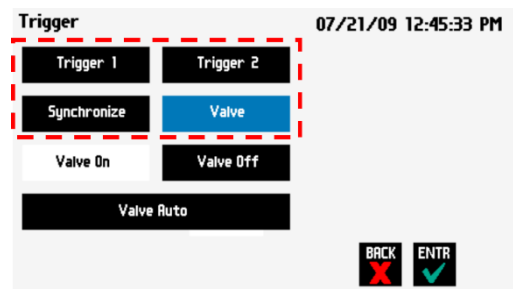 Trigger 07/21/09 12:45:33 PM
Trigger 1 Trigger 2
Synchronize Valve
Valve On Valve Off
Valve Auto
BACK ENTR